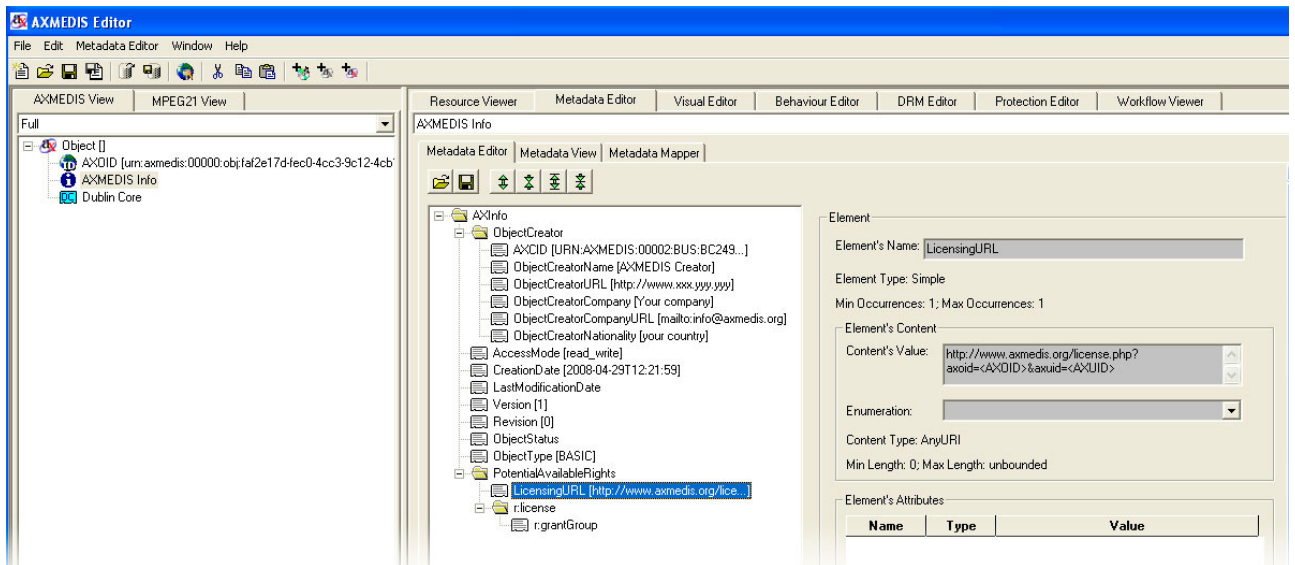 AXMEDIS Editor
File Edit Metadata Editor Window Help
AXMEDIS View MPEG21 View
Full
Object []
AXOID [urn:axmedis:00000:obj:faf2e17d-fec0-4cc3-9c12-4cb
AXMEDIS Info
DC Dublin Core
Resource Viewer Metadata Editor Visual Editor Behaviour Editor DRM Editor Protection Editor Workflow Viewer
AXMEDIS Info
Metadata Editor Metadata View Metadata Mapper
AXInfo
ObjectCreator
AXCID [URN:AXMEDIS:00002:BUS:BC249...]
ObjectCreatorName [AXMEDIS Creator]
ObjectCreatorURL [http://www.xxx.yyy.yyy]
ObjectCreatorCompany [Your company]
ObjectCreatorCompanyURL [mailto:info@axmedis.org]
ObjectCreatorNationality [your country]
AccessMode [read_write]
CreationDate [2008-04-29T12:21:59]
LastModificationDate
Version [1]
Revision [0]
ObjectStatus
ObjectType [BASIC]
PotentialAvailableRights
LicensingURL [http://www.axmedis.org/lice...]
r:license
r:grantGroup
Element
Element's Name: LicensingURL
Element Type: Simple
Min Occurrences: 1; Max Occurrences: 1
Element's Content
Content's Value: http://www.axmedis.org/license.php?
axoid=<AXOID>&axuid=<AXUID>
Enumeration:
Content Type: AnyURI
Min Length: 0; Max Length: unbounded
Element's Attributes
Name Type Value